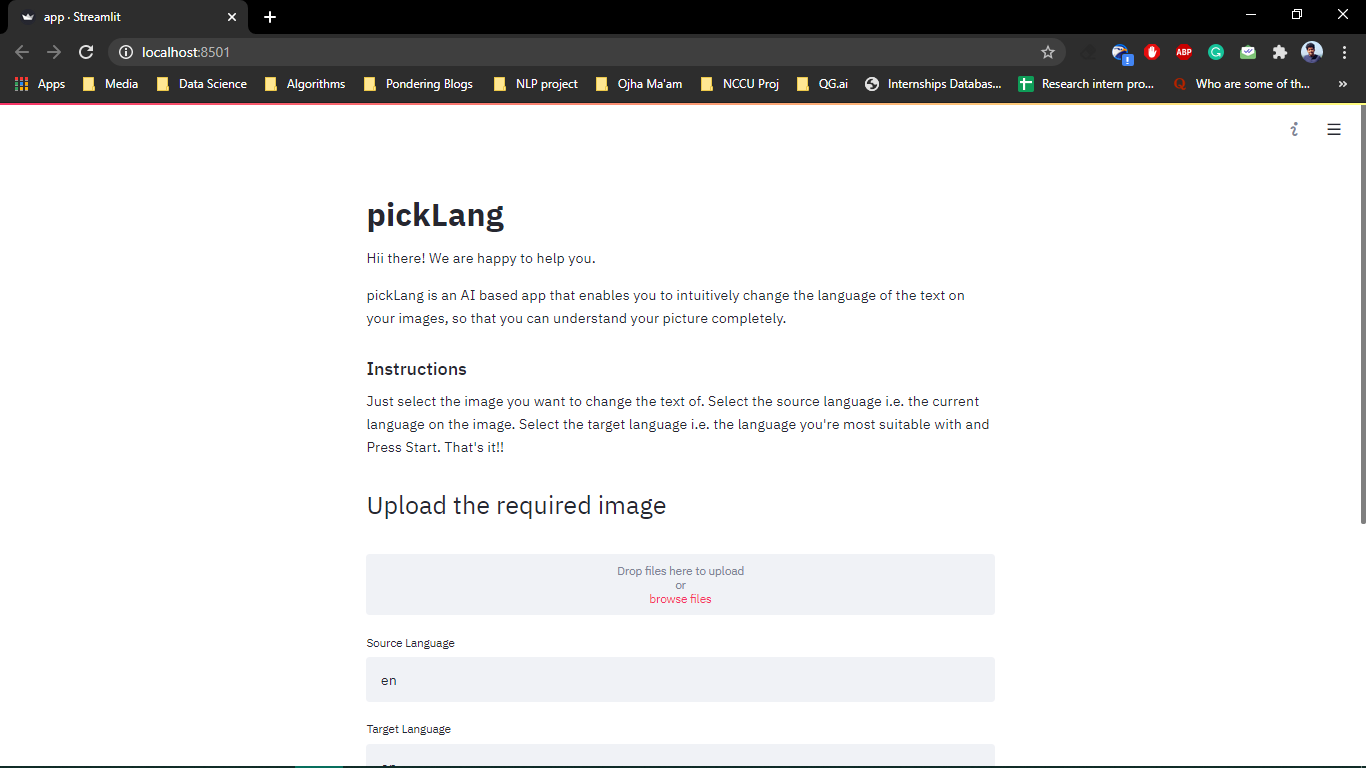 app · Streamlit
localhost:8501
ABP
Apps
Media
Data Science
Algorithms
Pondering Blogs
NLP project
Ojha Ma'am
NCCU Proj
QG.ai
Internships Databas...
Research intern pro...
Who are some of th...
pickLang
Hii there! We are happy to help you.
pickLang is an AI based app that enables you to intuitively change the language of the text on
your images, so that you can understand your picture completely.
Instructions
Just select the image you want to change the text of. Select the source language i.e. the current
language on the image. Select the target language i.e. the language you're most suitable with and
Press Start. That's it!!
Upload the required image
Drop files here to upload
or
browse files
Source Language
en
Target Language